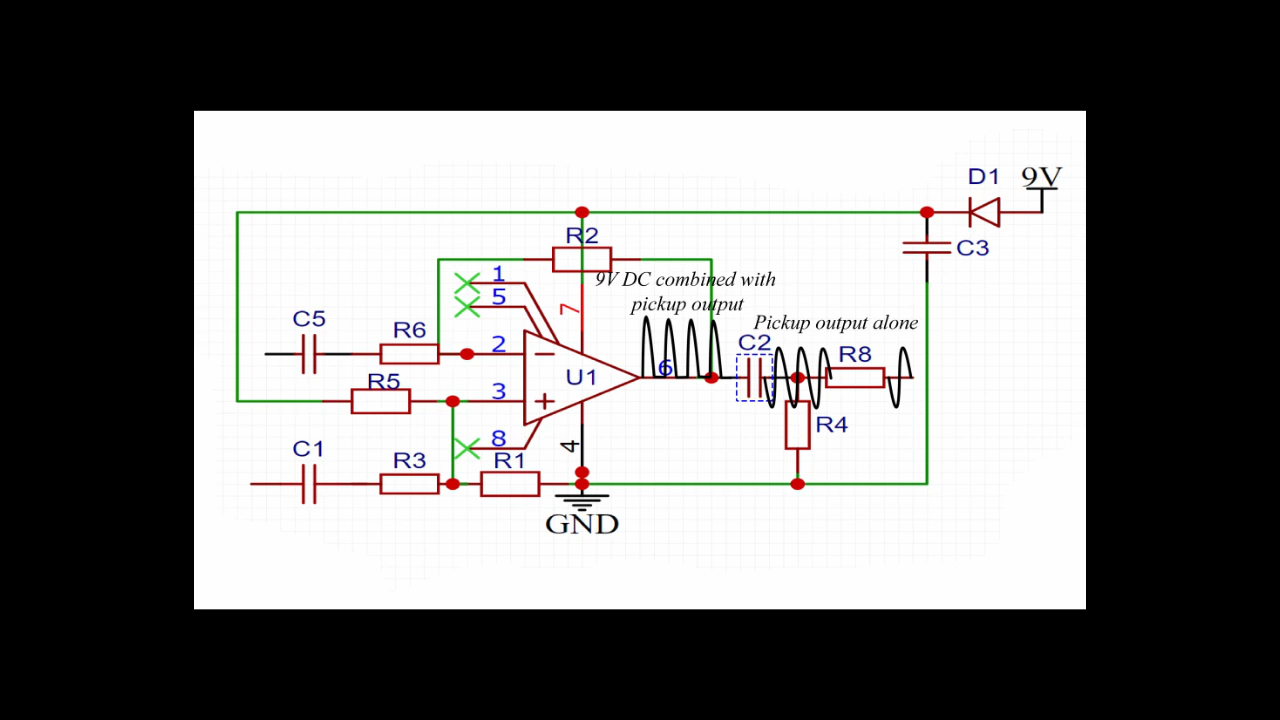 D1
9V
C3
R2
9V DC combined with
pickup output
Pickup output alone
1
5
7
C5
R6
2
U1
6
C2
R8
R5
3
R4
C1
R3
8
R1
4
GND